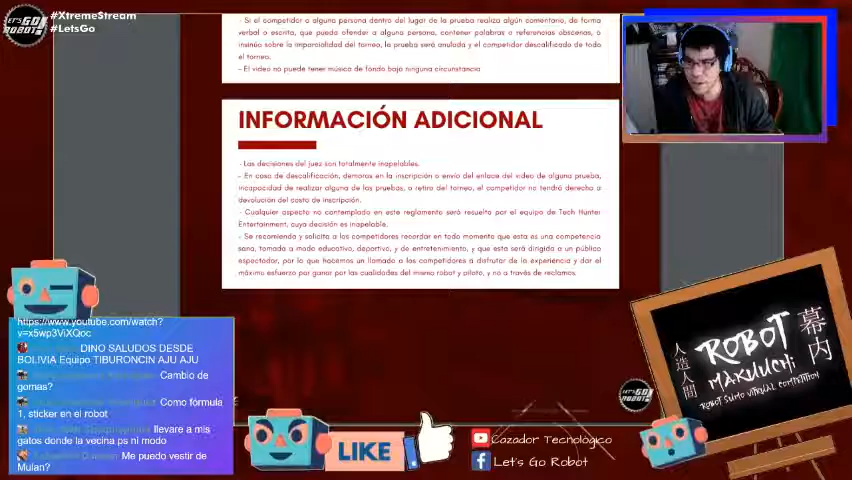 LET'S GO ROBOT!
#XtremeStream
#LetsGo
- Si el competidor o alguna persona dentro del lugar de la prueba realiza algún comentario, de forma
verbal o escrita, que pueda ofender a alguna persona, contener palabras o referencias obscenas, o
insinúe sobre la imparcialidad del torneo, la prueba será anulada y el competidor descalificado de todo
el torneo.
- El video no puede tener música de fondo bajo ninguna circunstancia
INFORMACIÓN ADICIONAL
- Las decisiones del juez son totalmente inapelables.
- En caso de descalificación, demoras en la inscripción o envío del enlace del video de alguna prueba,
incapacidad de realizar alguna de las pruebas, o retiro del torneo, el competidor no tendrá derecho a
devolución del costo de inscripción.
- Cualquier aspecto no contemplado en este reglamento será resuelto por el equipo de Tech Hunter
Entertainment, cuya decisión es inapelable.
- Se recomienda y solicita a los competidores recordar en todo momento que esta es una competencia
sana, tomada a modo educativo, deportivo, y de entretenimiento, y que esta será dirigida a un público
espectador, por lo que hacemos un llamado a los competidores a disfrutar de la experiencia y dar el
máximo esfuerzo por ganar por las cualidades del mismo robot y piloto, y no a través de reclamos.
https://www.youtube.com/watch?
v=x5wp3ViXQoc
DINO SALUDOS DESDE
BOLIVIA Equipo TIBURONCIN AJU AJU
Cambio de
gomas?
Como fórmula
1, sticker en el robot
llevare a mis
gatos donde la vecina ps ni modo
Me puedo vestir de
Mulan?
LIKE
Cazador Tecnológico
Let's Go Robot
ROBOT
MAKUUCHI
ROBOT SUMO VIRTUAL COMPETITION
幕内
人造人間